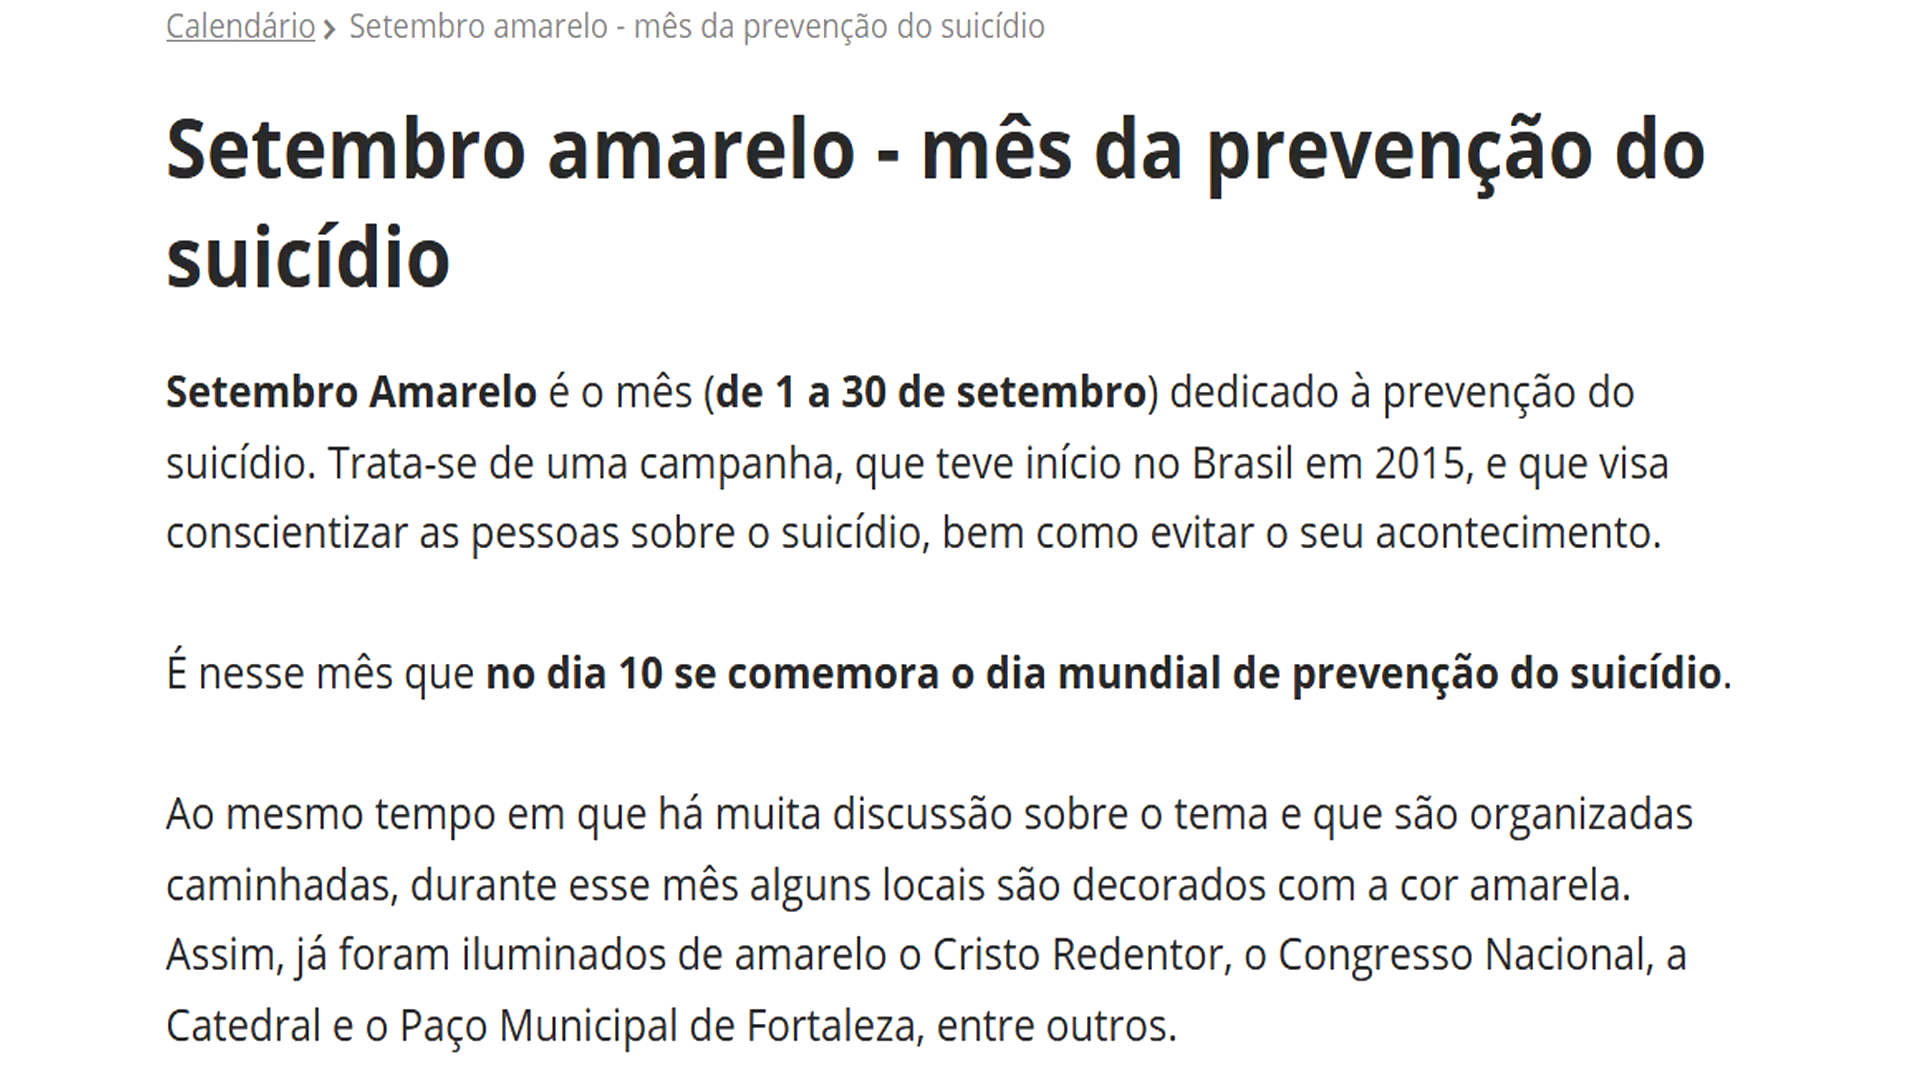 Calendário › Setembro amarelo - mês da prevenção do suicídio
Setembro amarelo - mês da prevenção do
suicídio
Setembro Amarelo é o mês (de 1 a 30 de setembro) dedicado à prevenção do
suicídio. Trata-se de uma campanha, que teve início no Brasil em 2015, e que visa
conscientizar as pessoas sobre o suicídio, bem como evitar o seu acontecimento.
É nesse mês que no dia 10 se comemora o dia mundial de prevenção do suicídio.
Ao mesmo tempo em que há muita discussão sobre o tema e que são organizadas
caminhadas, durante esse mês alguns locais são decorados com a cor amarela.
Assim, já foram iluminados de amarelo o Cristo Redentor, o Congresso Nacional, a
Catedral e o Paço Municipal de Fortaleza, entre outros.